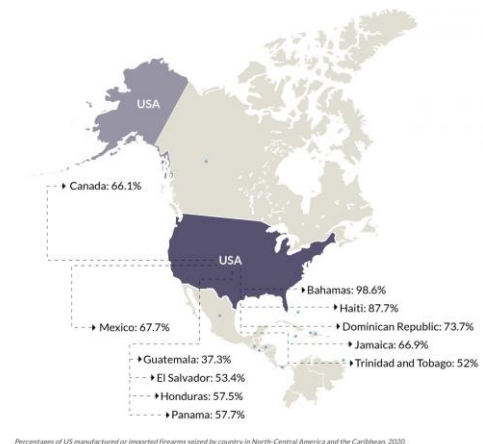 USA
Canada: 66.1%
USA
Bahamas: 98.6%
Haiti: 87.7%
Dominican Republic: 73.7%
Mexico: 67.7%
Jamaica: 66.9%
Guatemala: 37.3%
Trinidad and Tobago: 52%
El Salvador: 53.4%
Honduras: 57.5%
Panama: 57.7%
Percentages of US manufactured or imported firearms seized by country in North-Central America and the Caribbean, 2020.